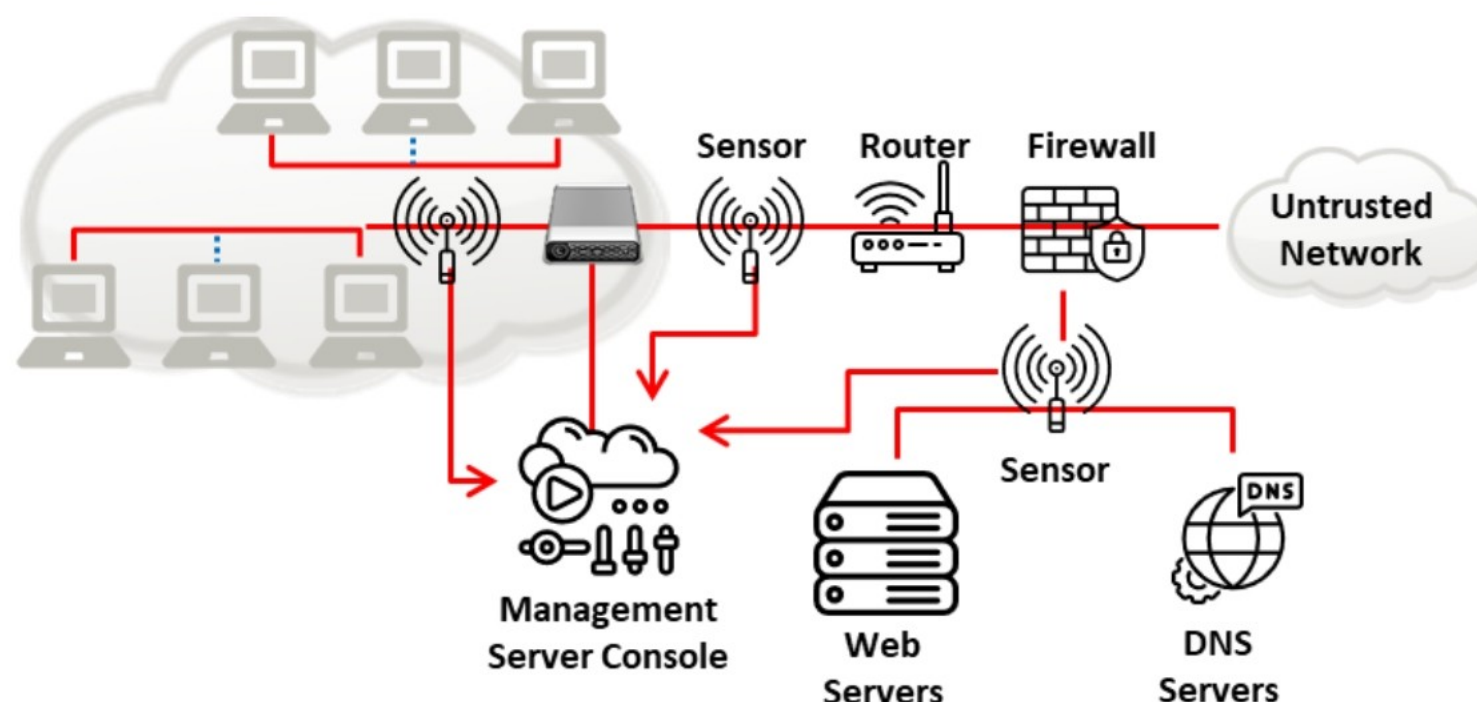 Sensor
Router
Firewall
Untrusted
Network
Sensor
DNS
Management
Server Console
Web
Servers
DNS
Servers